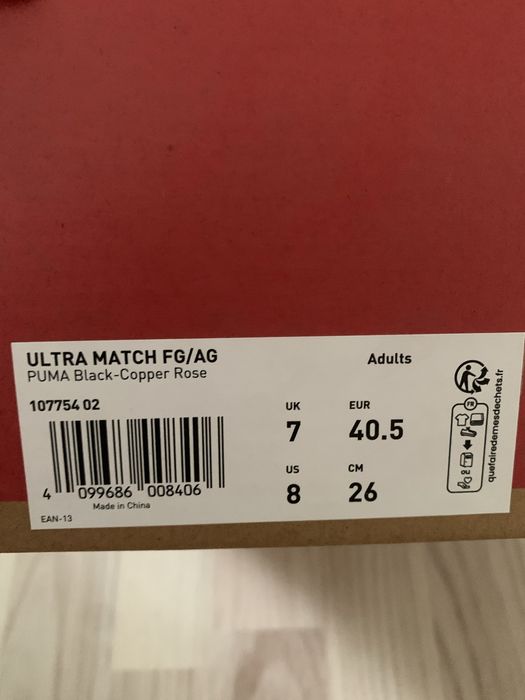 ULTRA MATCH FG/AG
PUMA Black-Copper Rose
Adults
107754 02
UK
7
EUR
40.5
US
8
CM
26
4 099686 008406
Made in China
EAN-13
FR
quefairedemesdechets.fr